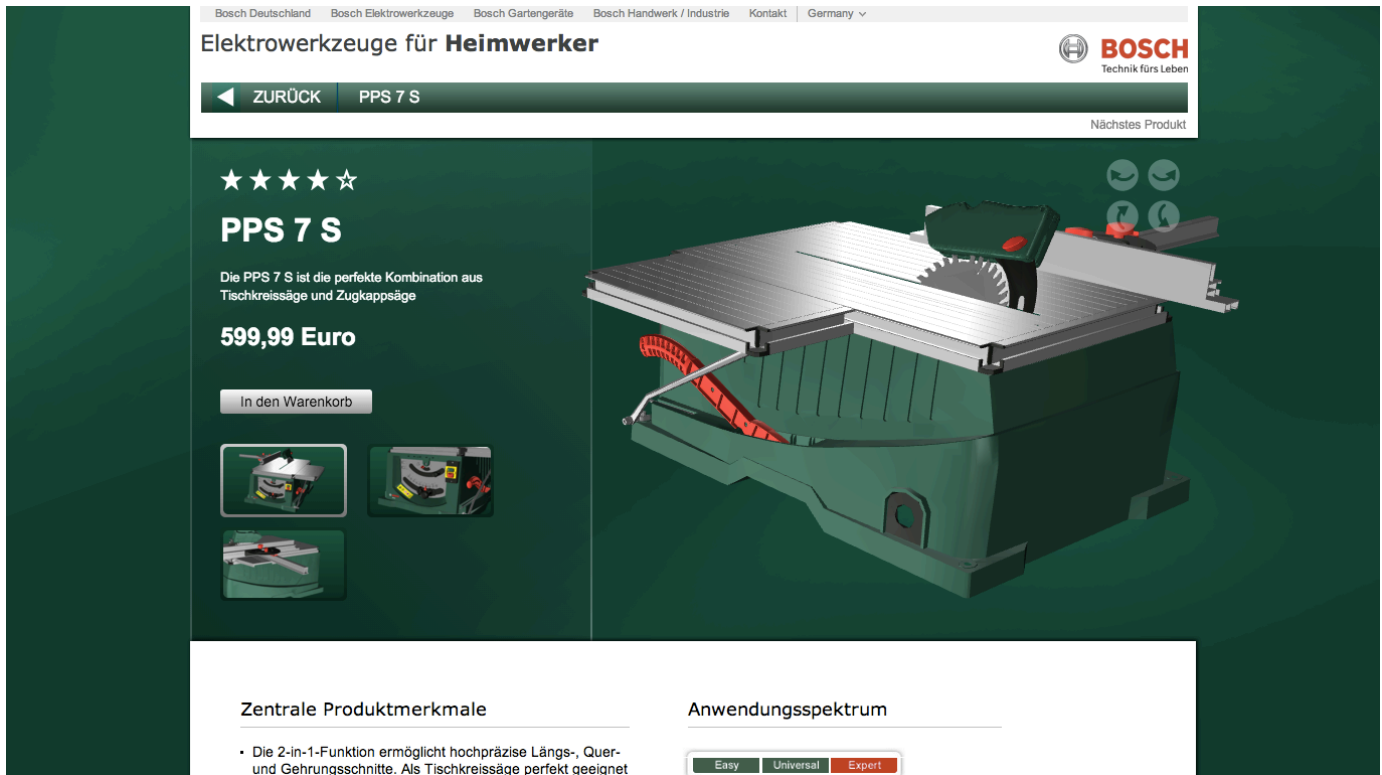 Bosch Deutschland Bosch Elektrowerkzeuge Bosch Gartengeräte Bosch Handwerk / Industrie Kontakt Germany
Elektrowerkzeuge für Heimwerker
BOSCH
Technik fürs Leben
ZURÜCK PPS 7 S
Nächstes Produkt
PPS 7 S
Die PPS 7 S ist die perfekte Kombination aus
Tischkreissäge und Zugkappsäge
599,99 Euro
In den Warenkorb
Zentrale Produktmerkmale
Die 2-in-1-Funktion ermöglicht hochpräzise Längs-, Quer-
und Gehrungsschnitte. Als Tischkreissäge perfekt geeignet
Anwendungsspektrum
Easy Universal Expert